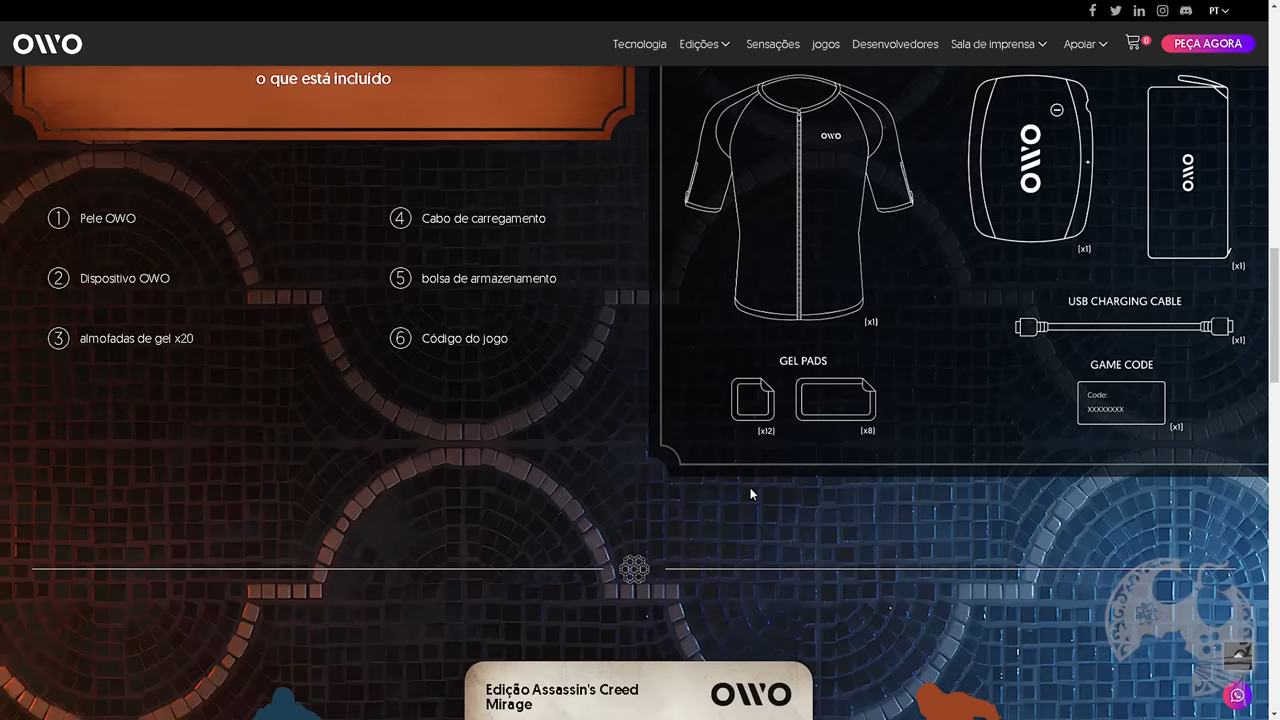 PT
OWO
Tecnologia
Edições
Sensações
jogos
Desenvolvedores
Sala de imprensa
Apoiar
0
PEÇA AGORA
o que está incluído
1 Pele OWO
2 Dispositivo OWO
3 almofadas de gel x20
4 Cabo de carregamento
5 bolsa de armazenamento
6 Código do jogo
OWO
(x1)
OWO
(x1)
OWO
(x1)
USB CHARGING CABLE
(x1)
GEL PADS
(x12)
(x8)
GAME CODE
Code:
XXXXXXXX
(x1)
Edição Assassin's Creed
Mirage
OWO